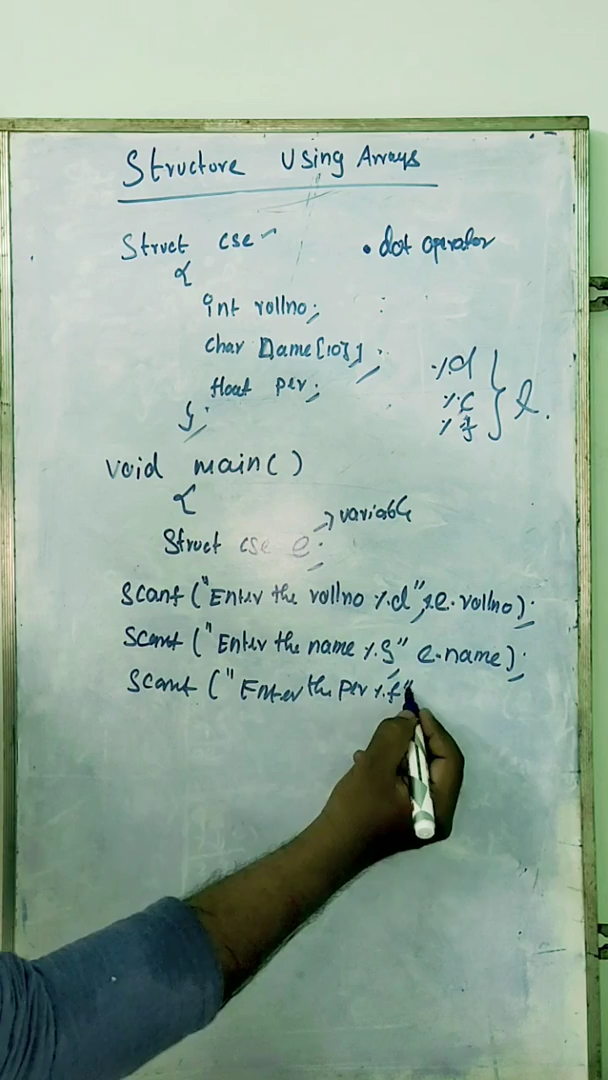 Structure Using Arrays
Struct cse
• dot operator
{
int rollno;
char Name[10];
float per;
};
%d
%c
%f
} &.
void main()
{
Struct cse e;
→ variable
Scanf ("Enter the rollno %d", &e.rollno);
Scanf ("Enter the name %s" e.name);
Scanf ("Enter the per %f"